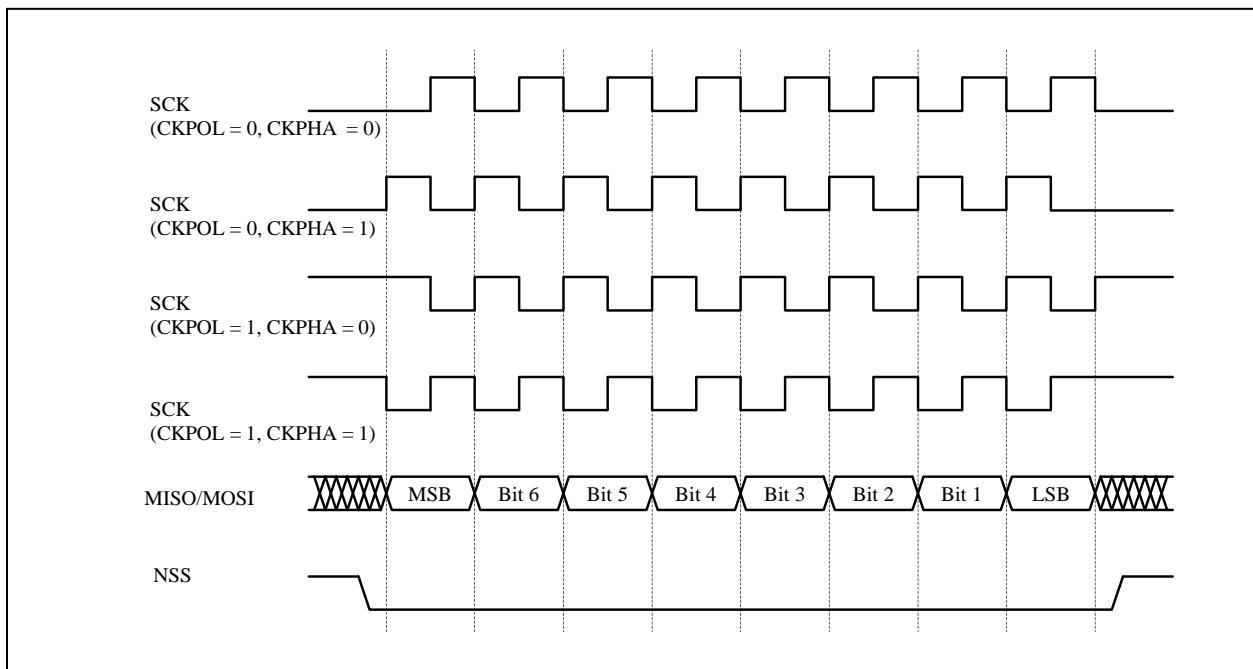 SCK
(CKPOL = 0, CKPHA = 0)
SCK
(CKPOL = 0, CKPHA = 1)
SCK
(CKPOL = 1, CKPHA = 0)
SCK
(CKPOL = 1, CKPHA = 1)
MISO/MOSI MSB Bit 6 Bit 5 Bit 4 Bit 3 Bit 2 Bit 1 LSB
NSS